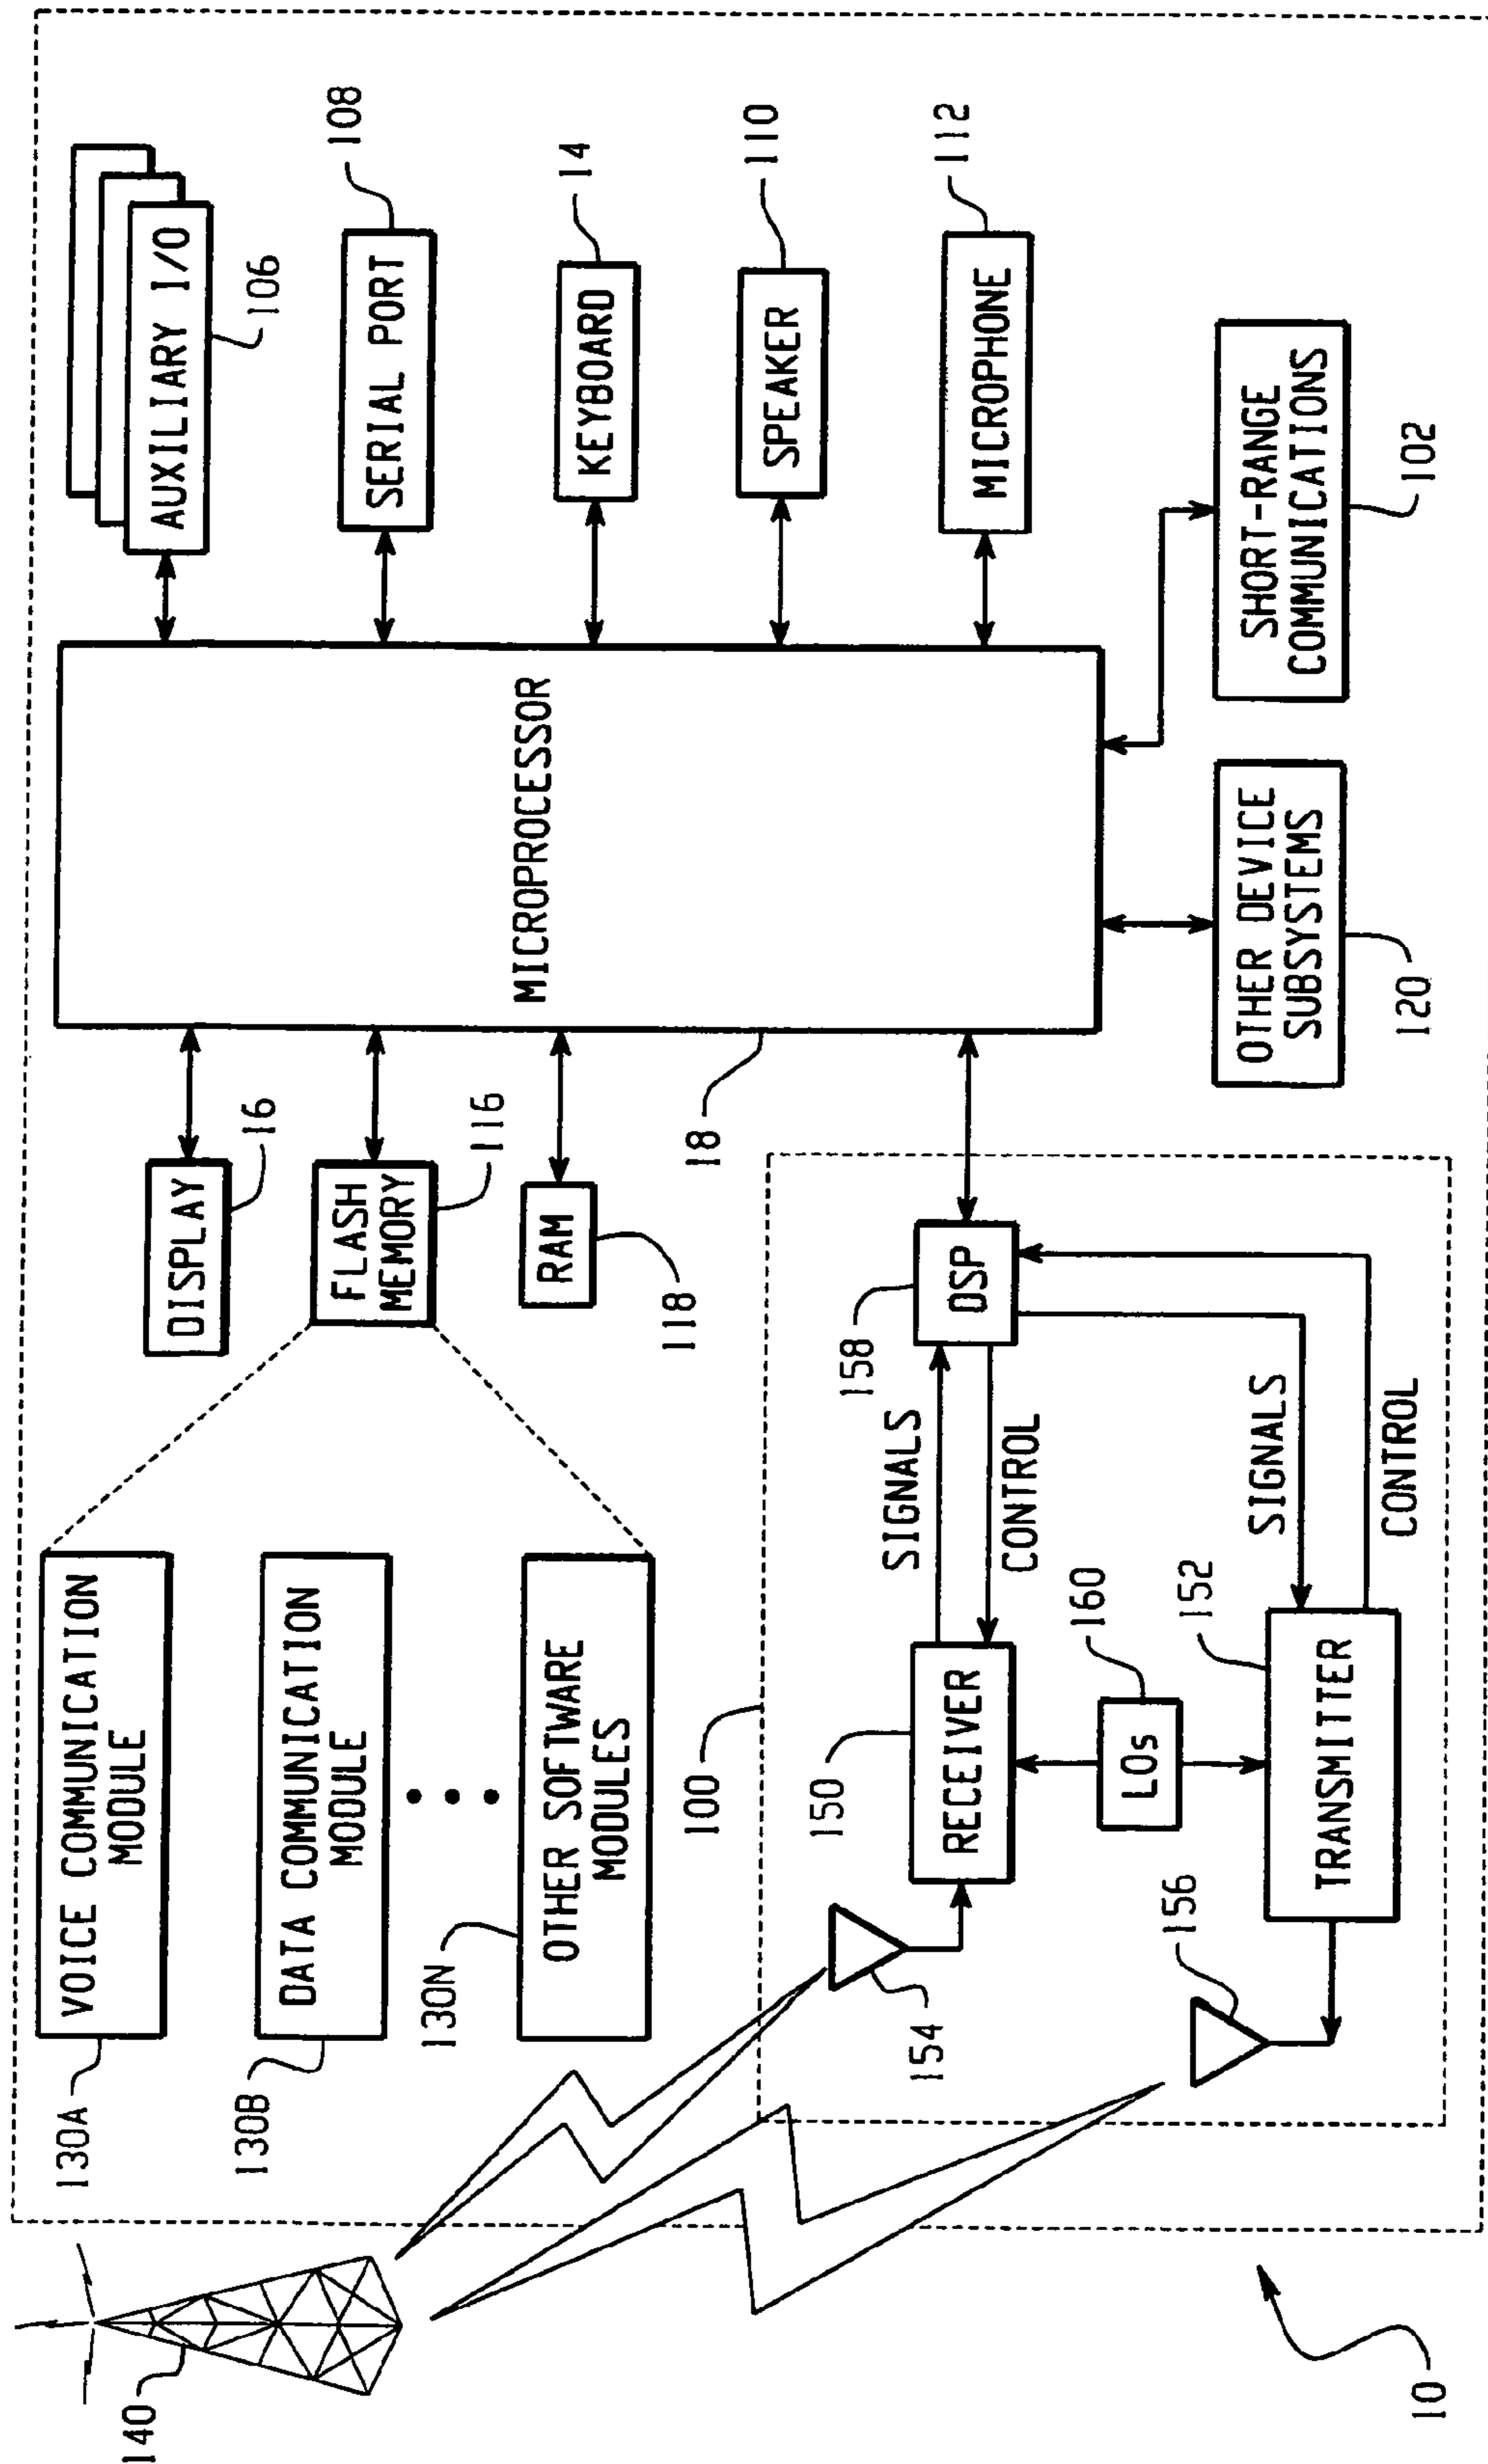 140
130A
VOICE COMMUNICATION
MODULE
130B
DATA COMMUNICATION
MODULE
130N
OTHER SOFTWARE
MODULES
DISPLAY
16
FLASH
MEMORY
116
RAM
118
MICROPROCESSOR
18
AUXILIARY I/O
106
SERIAL PORT
108
KEYBOARD
14
SPEAKER
110
MICROPHONE
112
SHORT-RANGE
COMMUNICATIONS
102
OTHER DEVICE
SUBSYSTEMS
120
100
154
150
RECEIVER
SIGNALS
CONTROL
158
DSP
160
LOs
156
152
TRANSMITTER
SIGNALS
CONTROL
10